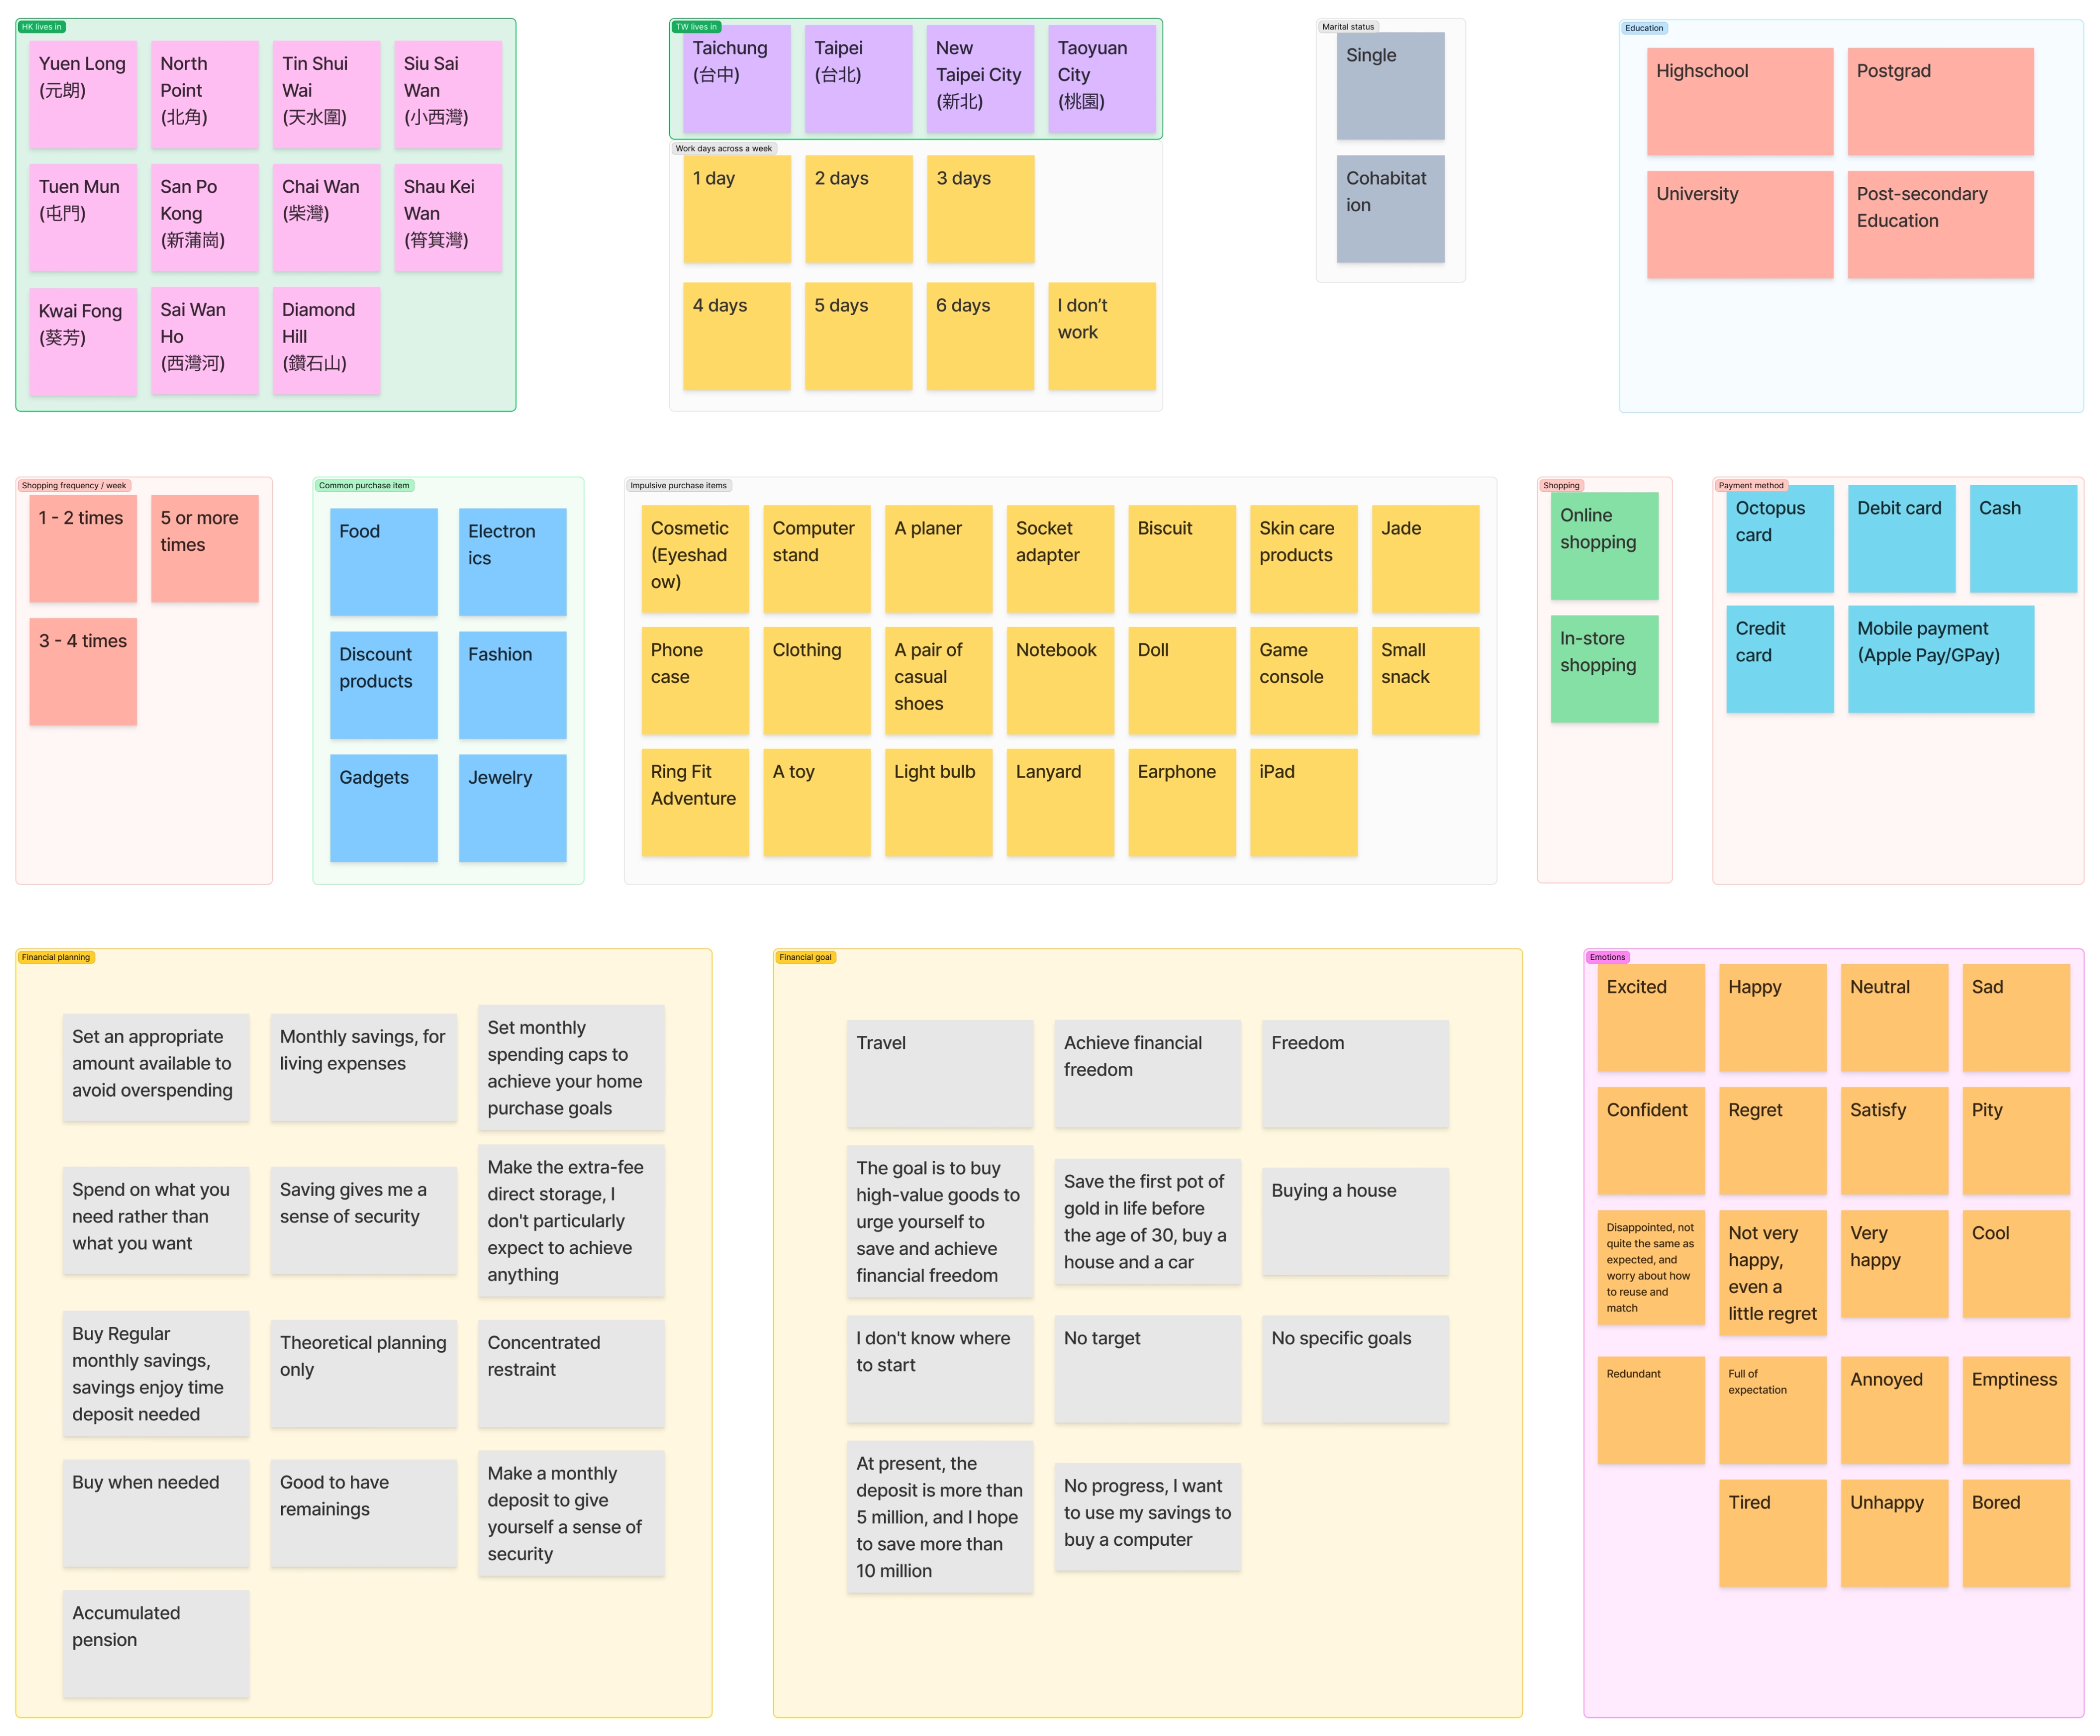 HK lives in
Yuen Long
(元朗)
North
Point
(北角)
Tin Shui
Wai
(天水圍)
Siu Sai
Wan
(小西灣)
Tuen Mun
(屯門)
San Po
Kong
(新蒲崗)
Chai Wan
(柴灣)
Shau Kei
Wan
(筲箕灣)
Kwai Fong
(葵芳)
Sai Wan
Ho
(西灣河)
Diamond
Hill
(鑽石山)
TW lives in
Taichung
(台中)
Taipei
(台北)
New
Taipei City
(新北)
Taoyuan
City
(桃園)
Work days across a week
1 day
2 days
3 days
4 days
5 days
6 days
I don’t
work
Marital status
Single
Cohabitat
ion
Education
Highschool
Postgrad
University
Post-secondary
Education
Shopping frequency / week
1 - 2 times
5 or more
times
3 - 4 times
Common purchase item
Food
Electron
ics
Discount
products
Fashion
Gadgets
Jewelry
Impulsive purchase items
Cosmetic
(Eyeshad
ow)
Computer
stand
A planer
Socket
adapter
Biscuit
Skin care
products
Jade
Phone
case
Clothing
A pair of
casual
shoes
Notebook
Doll
Game
console
Small
snack
Ring Fit
Adventure
A toy
Light bulb
Lanyard
Earphone
iPad
Shopping
Online
shopping
In-store
shopping
Payment method
Octopus
card
Debit card
Cash
Credit
card
Mobile payment
(Apple Pay/GPay)
Financial planning
Set an appropriate
amount available to
avoid overspending
Monthly savings, for
living expenses
Set monthly
spending caps to
achieve your home
purchase goals
Spend on what you
need rather than
what you want
Saving gives me a
sense of security
Make the extra-fee
direct storage, I
don't particularly
expect to achieve
anything
Buy Regular
monthly savings,
savings enjoy time
deposit needed
Theoretical planning
only
Concentrated
restraint
Buy when needed
Good to have
remainings
Make a monthly
deposit to give
yourself a sense of
security
Accumulated
pension
Financial goal
Travel
Achieve financial
freedom
Freedom
The goal is to buy
high-value goods to
urge yourself to
save and achieve
financial freedom
Save the first pot of
gold in life before
the age of 30, buy a
house and a car
Buying a house
I don't know where
to start
No target
No specific goals
At present, the
deposit is more than
5 million, and I hope
to save more than
10 million
No progress, I want
to use my savings to
buy a computer
Emotions
Excited
Happy
Neutral
Sad
Confident
Regret
Satisfy
Pity
Disappointed, not
quite the same as
expected, and
worry about how
to reuse and
match
Not very
happy,
even a
little regret
Very
happy
Cool
Redundant
Full of
expectation
Annoyed
Emptiness
Tired
Unhappy
Bored